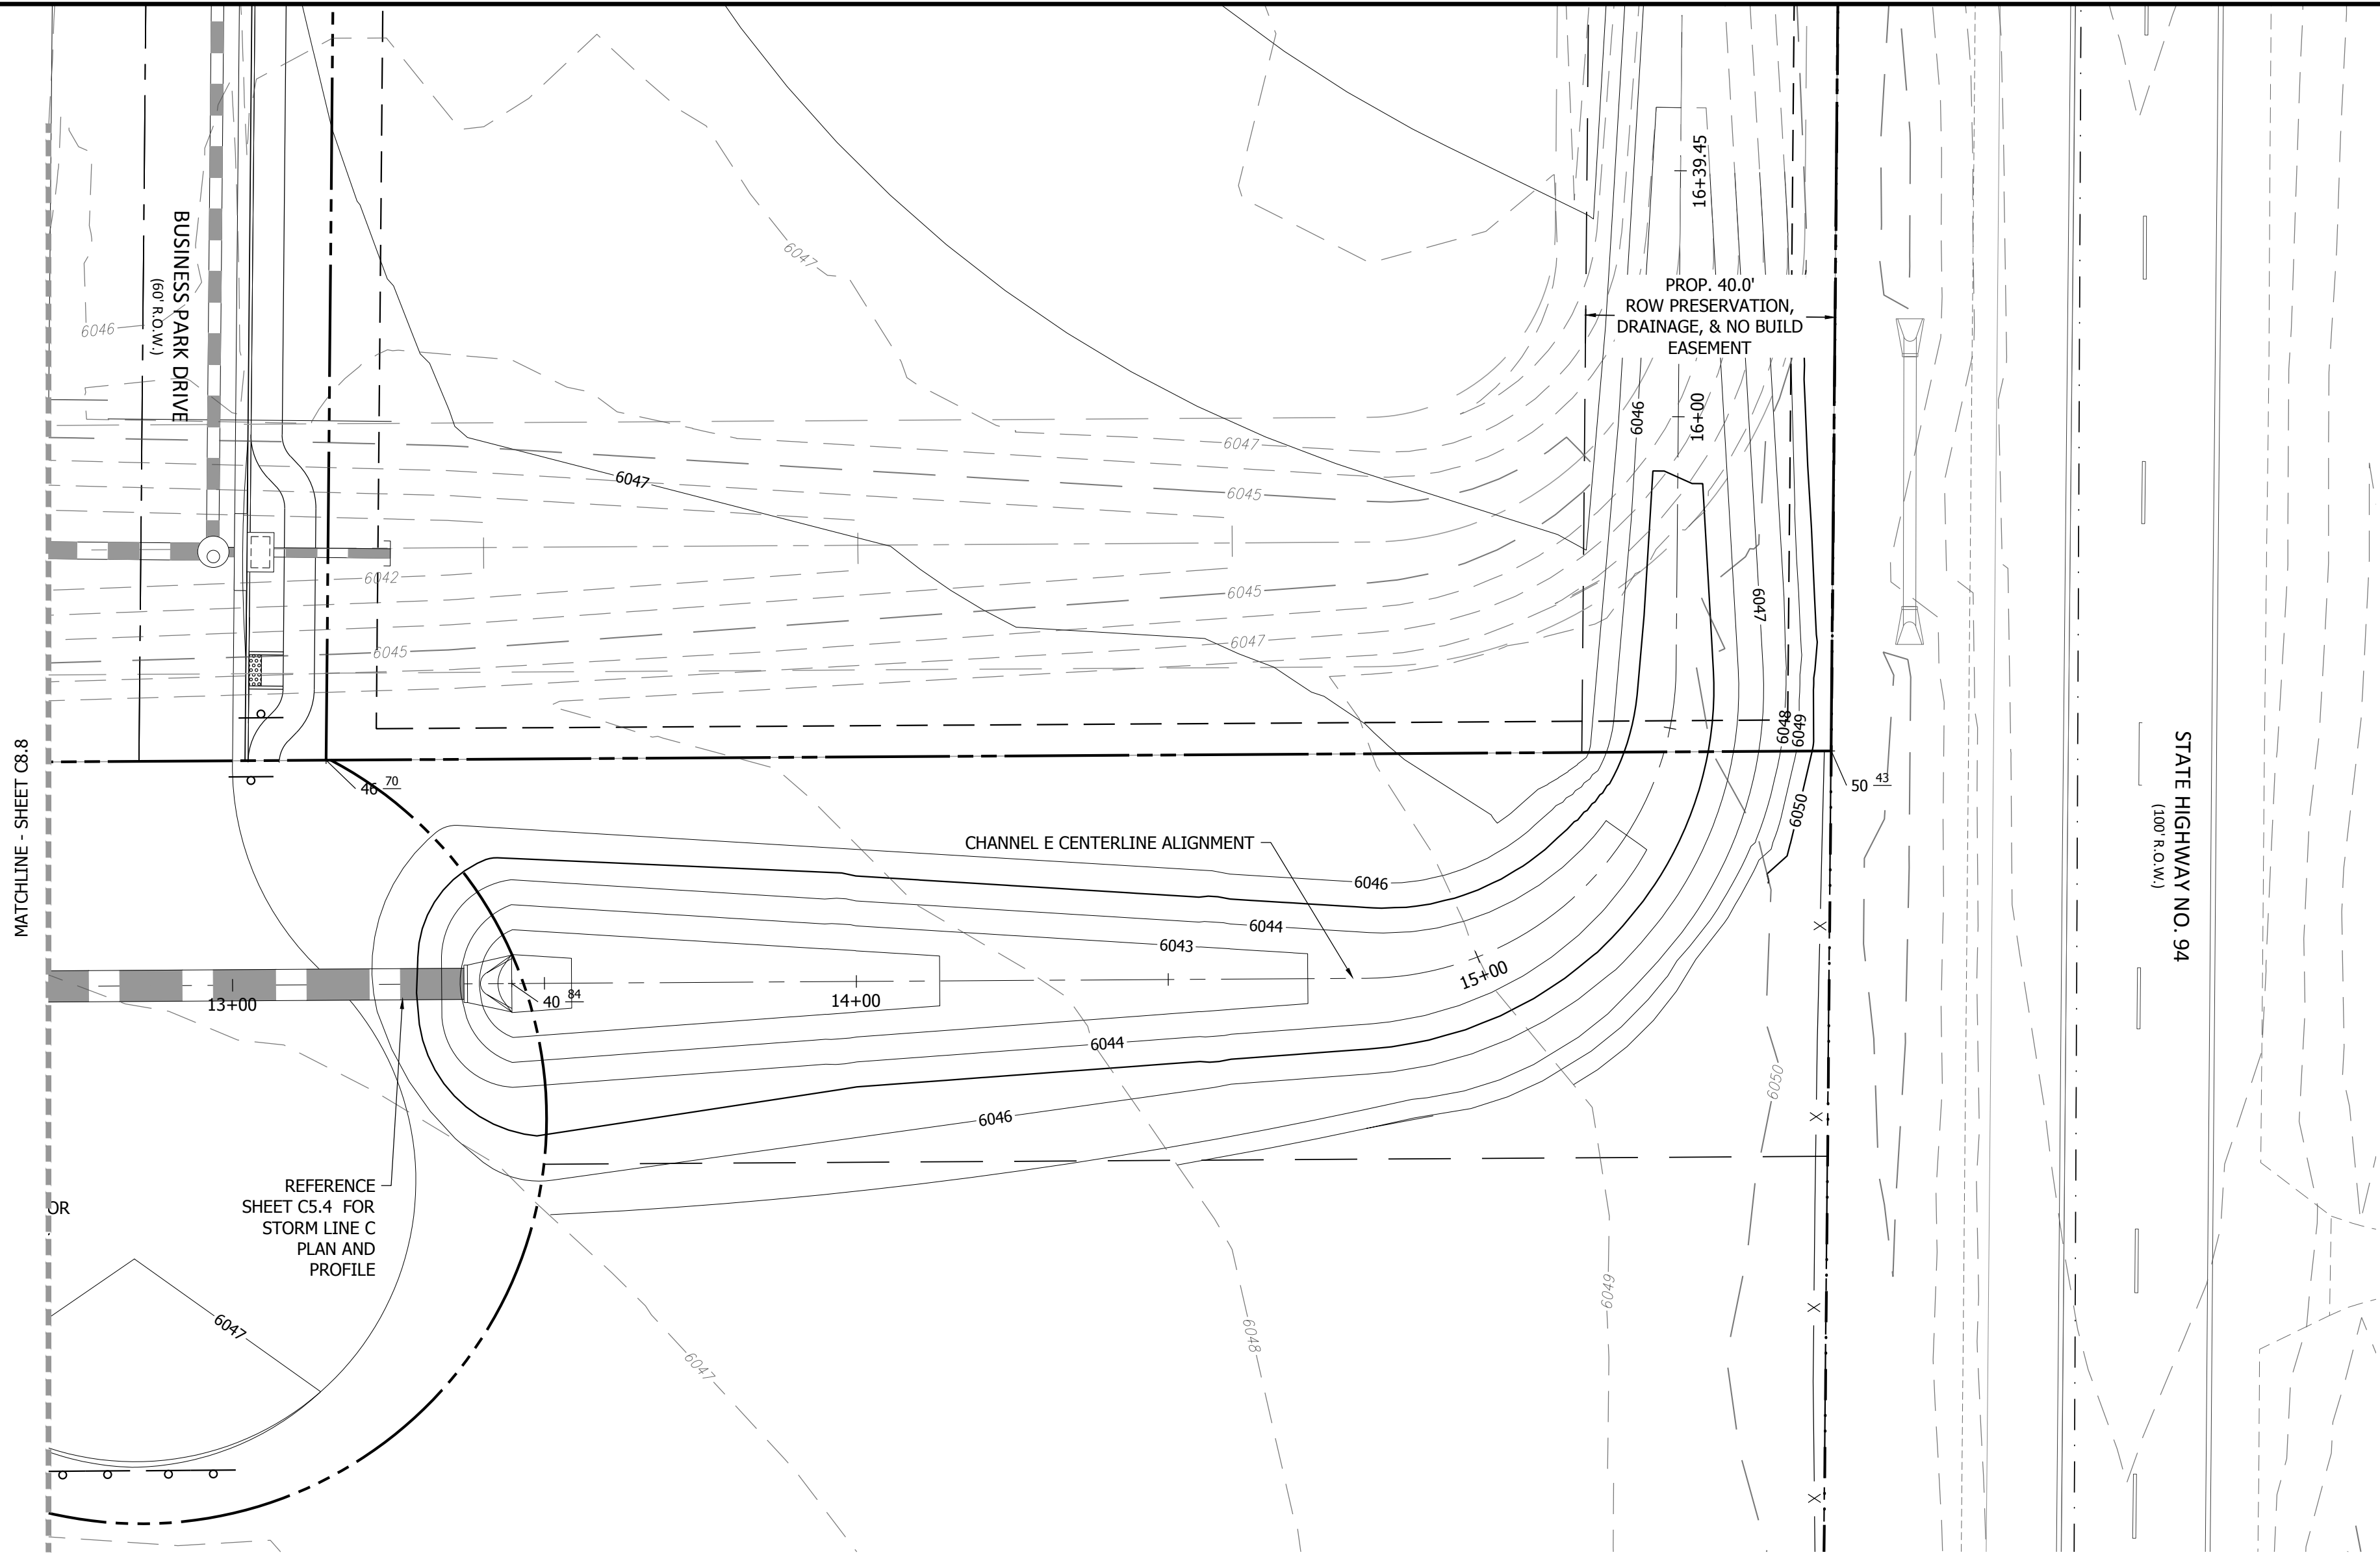 MATCHLINE - SHEET C8.8
BUSINESS PARK DRIVE
(60' R.O.W.)
6046
6047
6047
6047
6045
6042
6045
6045
6047
16+39.45
PROP. 40.0'
ROW PRESERVATION,
DRAINAGE, & NO BUILD
EASEMENT
6046
16+00
6047
6048
6049
6050
46 70
50 43
STATE HIGHWAY NO. 94
(100' R.O.W.)
CHANNEL E CENTERLINE ALIGNMENT
6046
6044
6043
15+00
13+00
40 84
14+00
6044
6046
6050
X
X
X
X
REFERENCE
SHEET C5.4 FOR
STORM LINE C
PLAN AND
PROFILE
OR
6047
6047
6048
6049